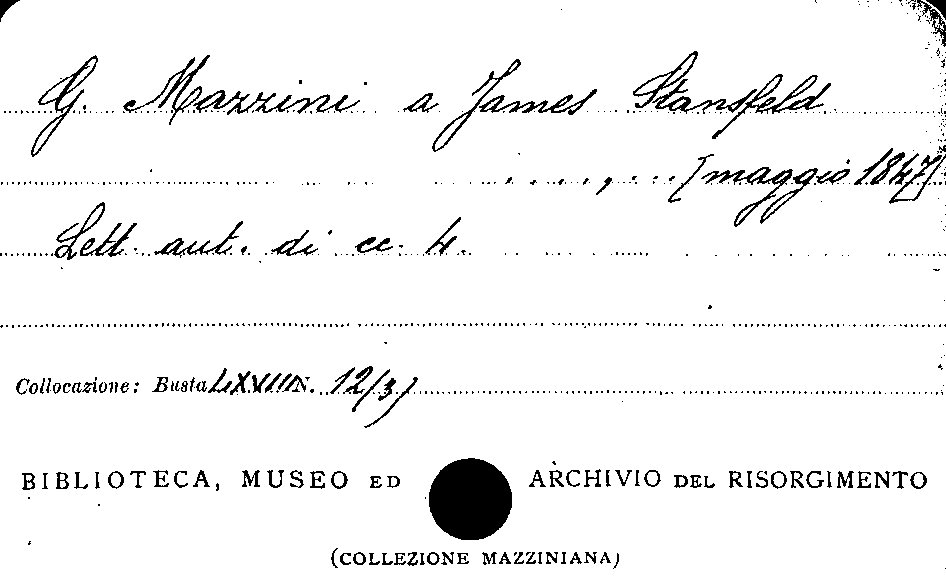 G. Mazzini a James Stansfeld
...., ... [maggio 1847]
Lett. aut. di cc. 4.
Collocazione: Busta LXXIII N. 12/3)
BIBLIOTECA, MUSEO ED ARCHIVIO DEL RISORGIMENTO
(COLLEZIONE MAZZINIANA)